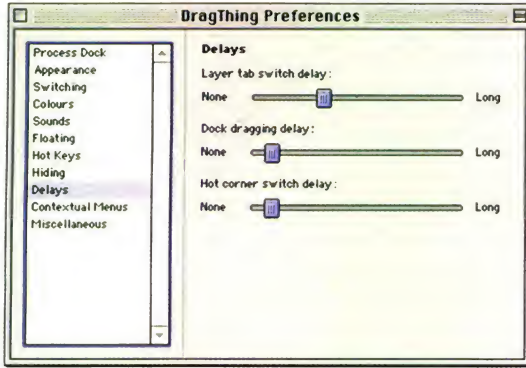 DragThing Preferences
Process Dock
Appearance
Switching
Colours
Sounds
Floating
Hot Keys
Hiding
Delays
Contextual Menus
Miscellaneous
Delays
Layer tab switch delay:
None Long
Dock dragging delay:
None Long
Hot corner switch delay:
None Long